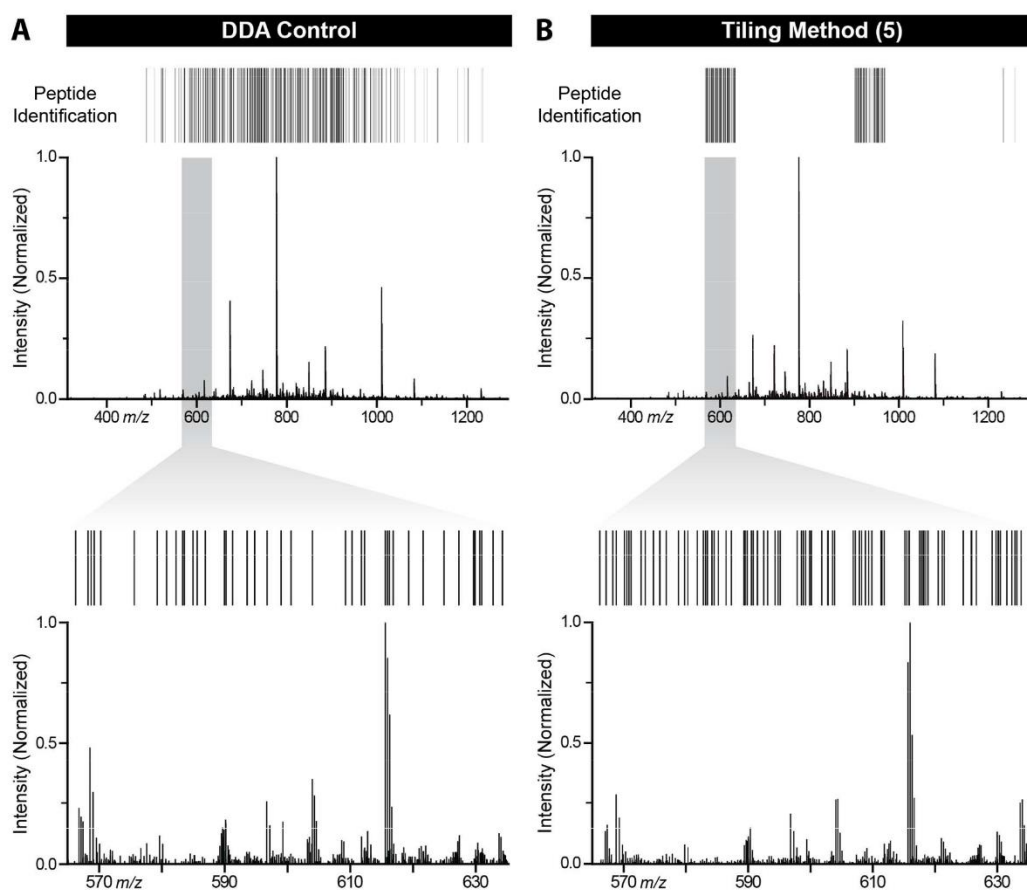 A DDA Control
Peptide
Identification
1.0
0.5
0.0
Intensity (Normalized)
400 m/z 600 800 1000 1200
1.0
0.5
0.0
Intensity (Normalized)
570 m/z 590 610 630
B Tiling Method (5)
Peptide
Identification
1.0
0.5
0.0
Intensity (Normalized)
400 m/z 600 800 1000 1200
1.0
0.5
0.0
Intensity (Normalized)
570 m/z 590 610 630